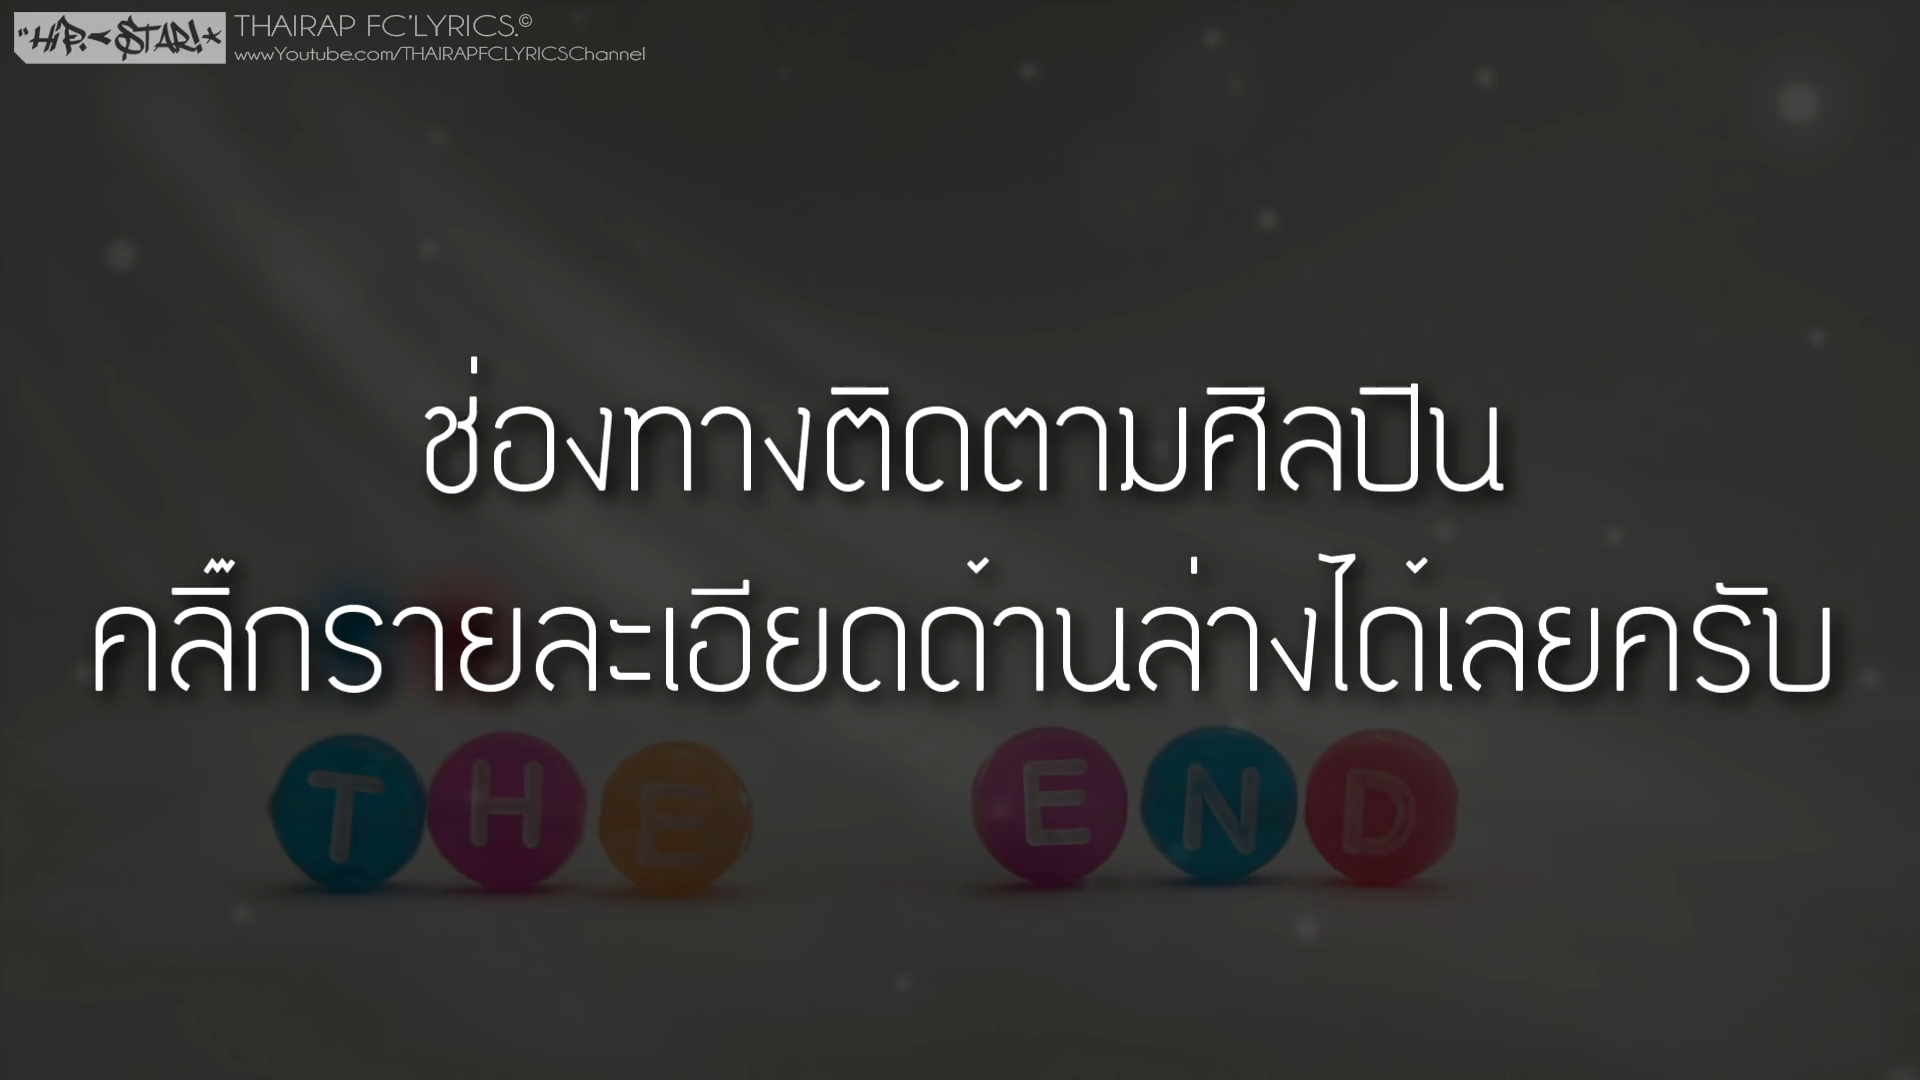 "HIP-STAR!*
THAIRAP FC'LYRICS.©
www.Youtube.com/THAIRAPFCLYRICSChannel
ช่องทางติดตามศิลปิน
คลิ๊กรายละเอียดด้านล่างได้เลยครับ
THE END